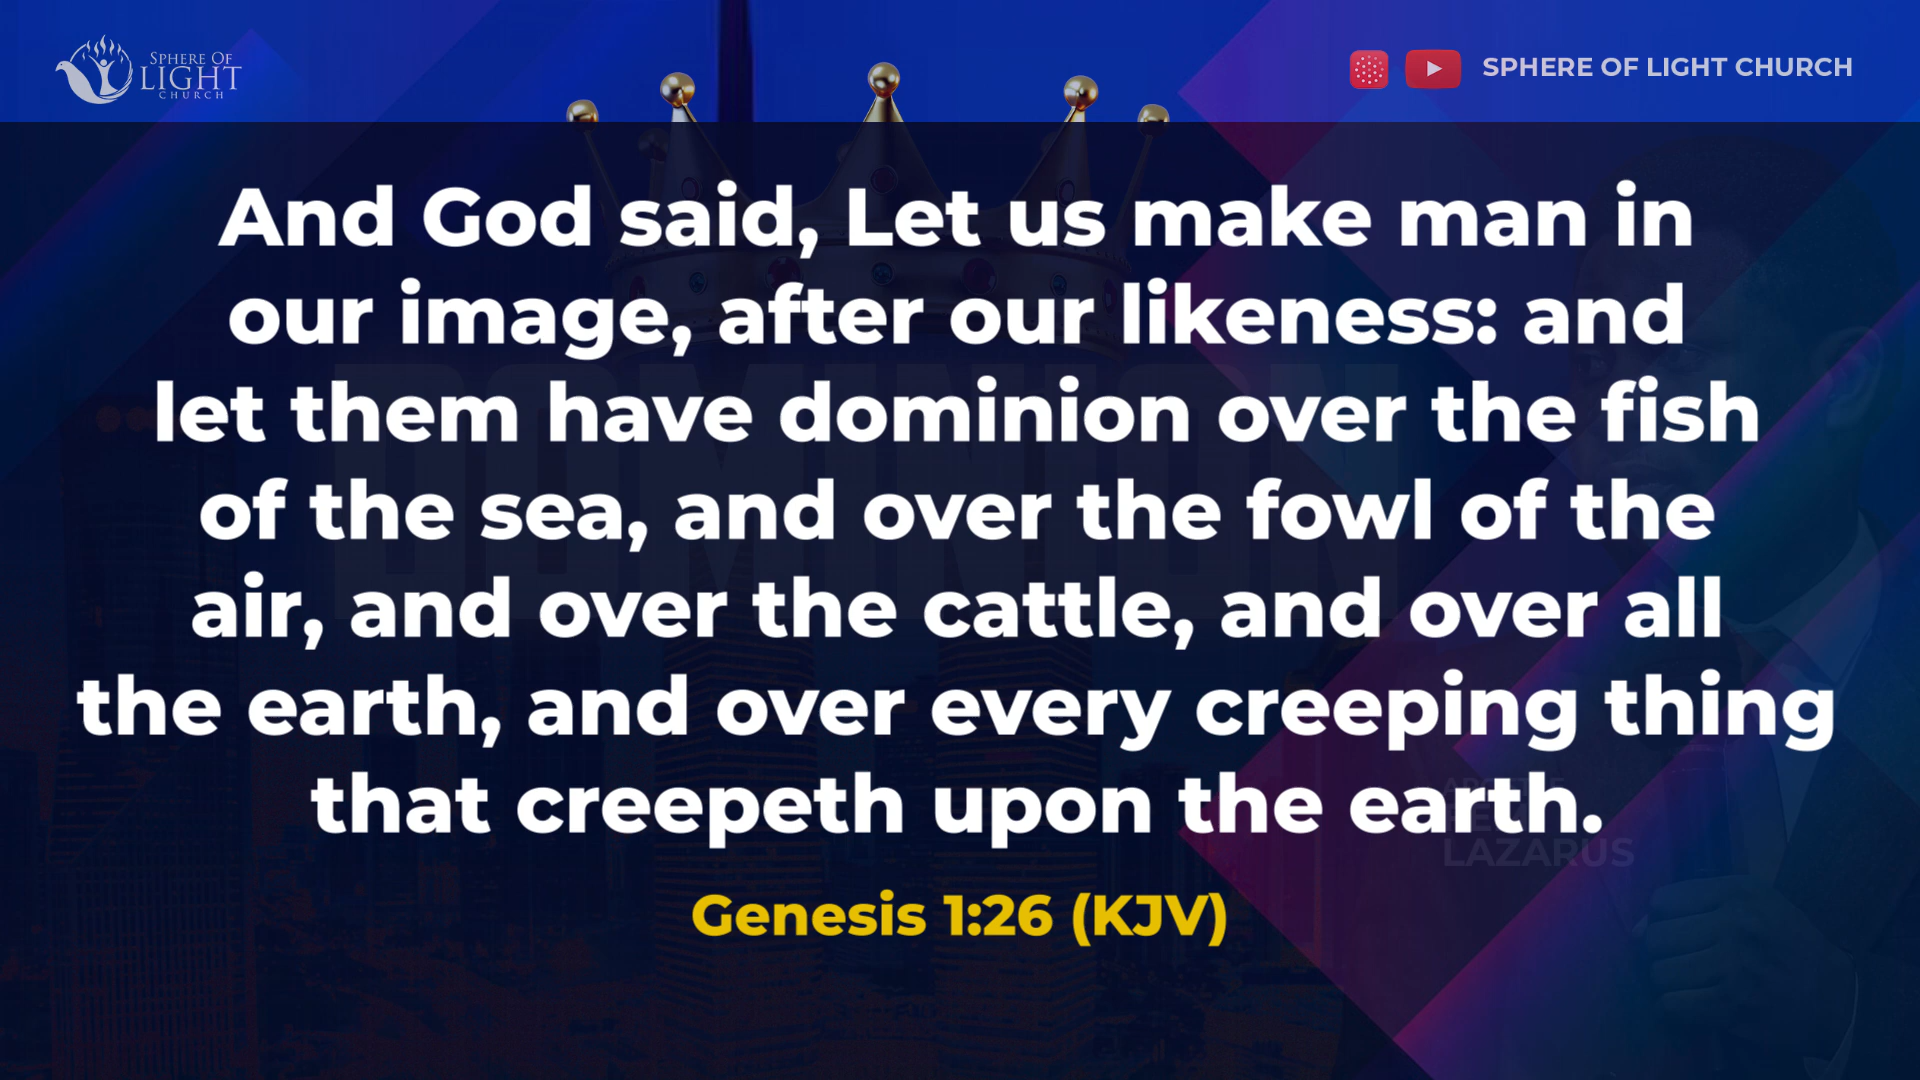 SPHERE OF
LIGHT
CHURCH
SPHERE OF LIGHT CHURCH
And God said, Let us make man in
our image, after our likeness: and
let them have dominion over the fish
of the sea, and over the fowl of the
air, and over the cattle, and over all
the earth, and over every creeping thing
that creepeth upon the earth.
Genesis 1:26 (KJV)
DOMINION
LAZARUS